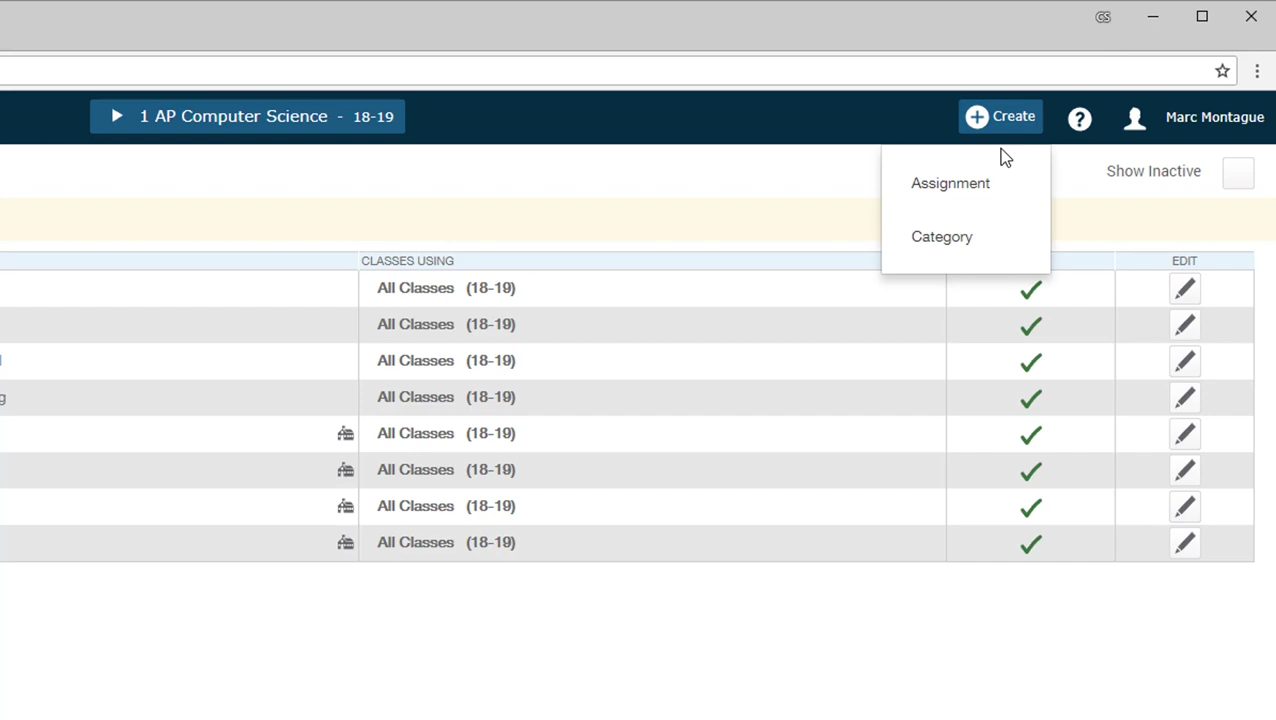 CS
1 AP Computer Science - 18-19
Create
?
Marc Montague
Assignment
Category
Show Inactive
CLASSES USING
EDIT
All Classes (18-19)
All Classes (18-19)
All Classes (18-19)
All Classes (18-19)
g
All Classes (18-19)
All Classes (18-19)
All Classes (18-19)
All Classes (18-19)